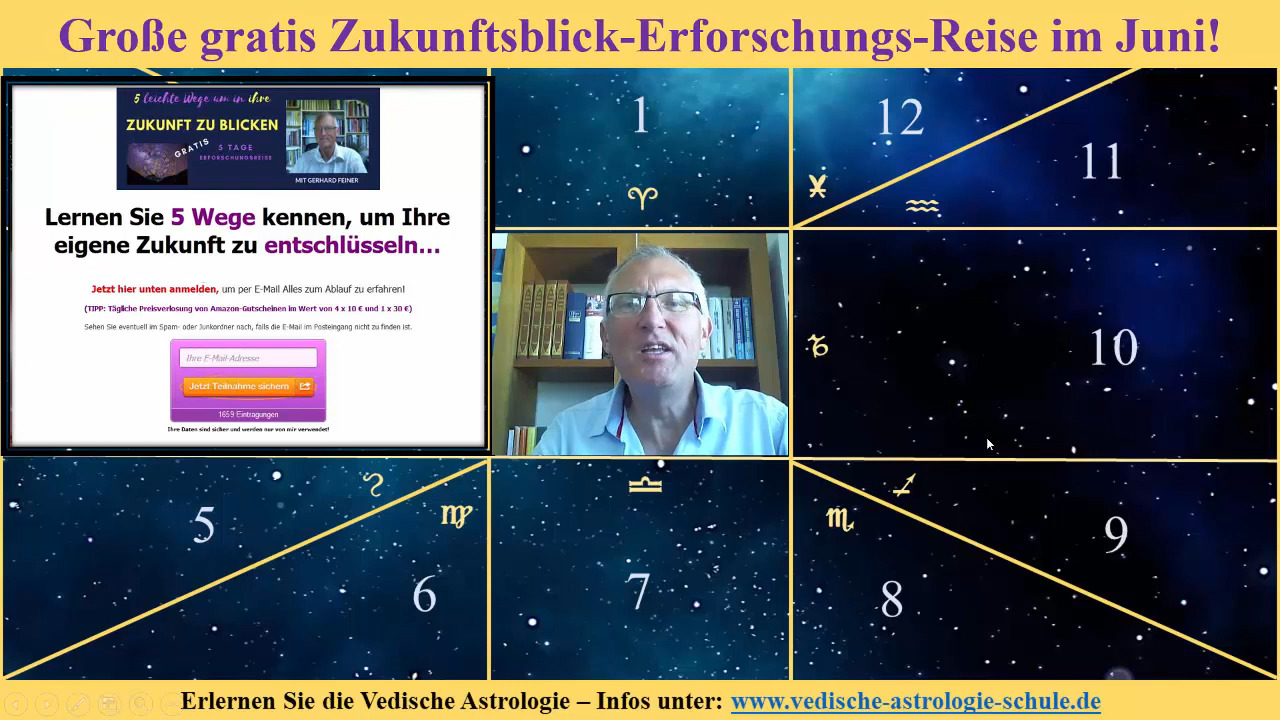 Große gratis Zukunftsblick-Erforschungs-Reise im Juni!
5 leichte Wege um in ihre
ZUKUNFT ZU BLICKEN
GRATIS
5 TAGE
ERFORSCHUNGSREISE
MIT GERHARD FEINER
Lernen Sie 5 Wege kennen, um Ihre
eigene Zukunft zu entschlüsseln...
Jetzt hier unten anmelden, um per E-Mail Alles zum Ablauf zu erfahren!
(TIPP: Tägliche Preisverlosung von Amazon-Gutscheinen im Wert von 4 x 10 € und 1 x 30 €)
Sehen Sie eventuell im Spam- oder Junkordner nach, falls die E-Mail im Posteingang nicht zu finden ist.
Ihre E-Mail-Adresse
Jetzt Teilnahme sichern
1659 Eintragungen
Ihre Daten sind sicher und werden nur von mir verwendet!
1
12
11
10
5
6
7
8
9
Erlernen Sie die Vedische Astrologie – Infos unter: www.vedische-astrologie-schule.de